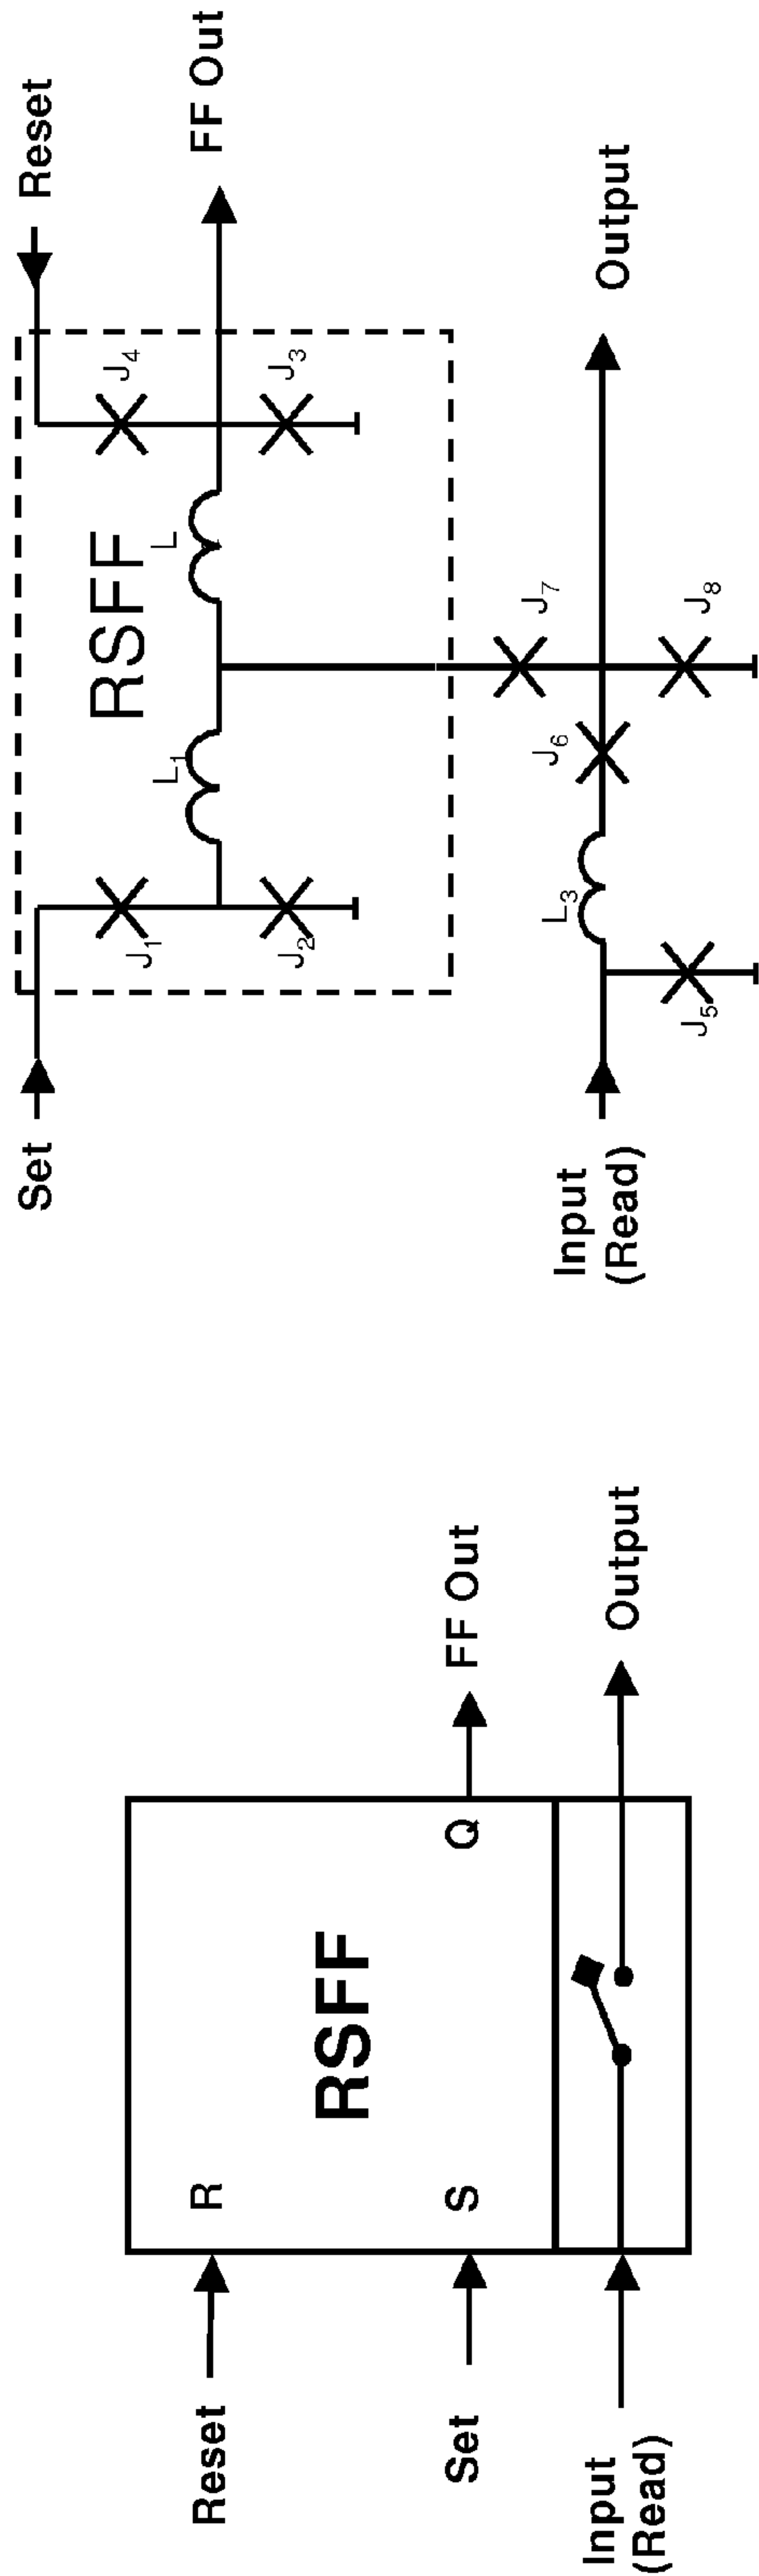 Reset
Set
Input
(Read)
R
S
RSFF
Q
FF Out
Output
Set
Input
(Read)
J1
J2
L1
RSFF
L
J4
J3
Reset
FF Out
J5
L3
J6
J7
J8
Output